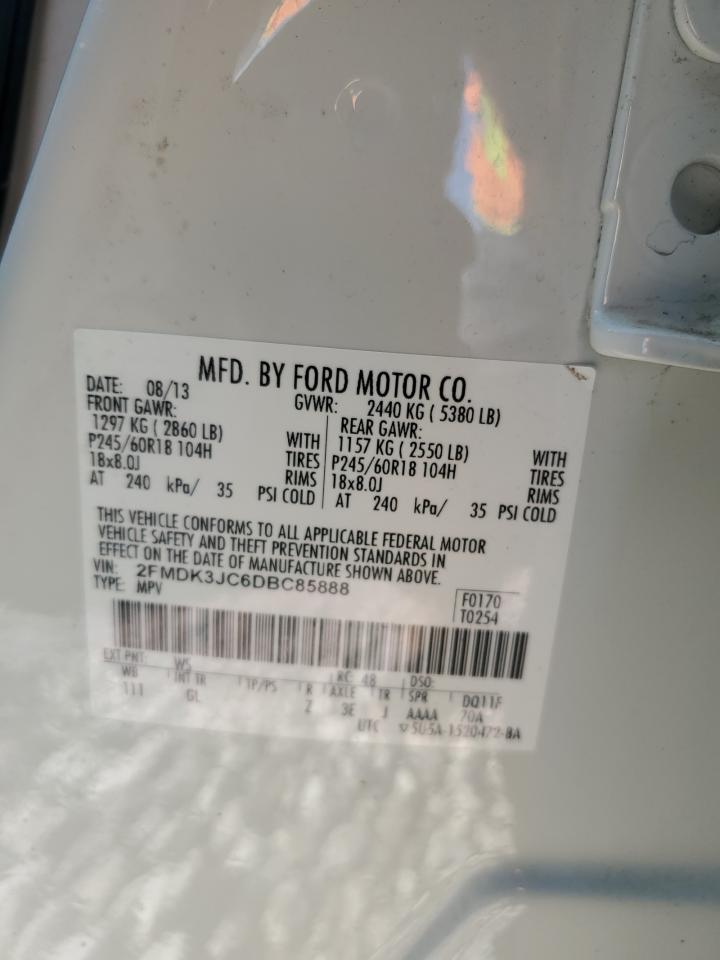 MFD. BY FORD MOTOR CO.
DATE: 08/13 GVWR: 2440 KG ( 5380 LB)
FRONT GAWR: REAR GAWR:
1297 KG ( 2860 LB) WITH 1157 KG ( 2550 LB) WITH
P245/60R18 104H TIRES P245/60R18 104H TIRES
18x8.0J RIMS 18x8.0J RIMS
AT 240 kPa/ 35 PSI COLD AT 240 kPa/ 35 PSI COLD
THIS VEHICLE CONFORMS TO ALL APPLICABLE FEDERAL MOTOR
VEHICLE SAFETY AND THEFT PREVENTION STANDARDS IN
EFFECT ON THE DATE OF MANUFACTURE SHOWN ABOVE.
VIN: 2FMDK3JC6DBC85888
TYPE: MPV F0170
T0254
EXT PNT: WS RC: 48 DSO:
WB INT TR TP/PS R AXLE TR SPR DQ11F
111 GL Z 3E J AAAA 70A
UTC 5U5A-1520472-BA